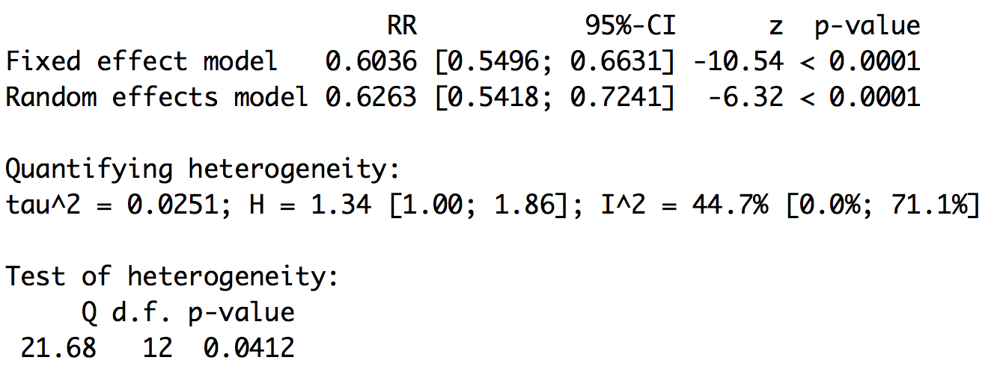 RR 95%-CI z p-value
Fixed effect model 0.6036 [0.5496; 0.6631] -10.54 < 0.0001
Random effects model 0.6263 [0.5418; 0.7241] -6.32 < 0.0001
Quantifying heterogeneity:
tau^2 = 0.0251; H = 1.34 [1.00; 1.86]; I^2 = 44.7% [0.0%; 71.1%]
Test of heterogeneity:
Q d.f. p-value
21.68 12 0.0412